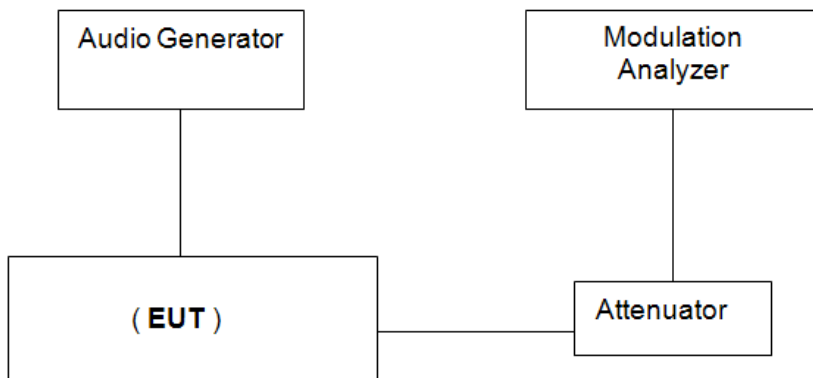 Audio Generator
Modulation
Analyzer
( EUT )
Attenuator